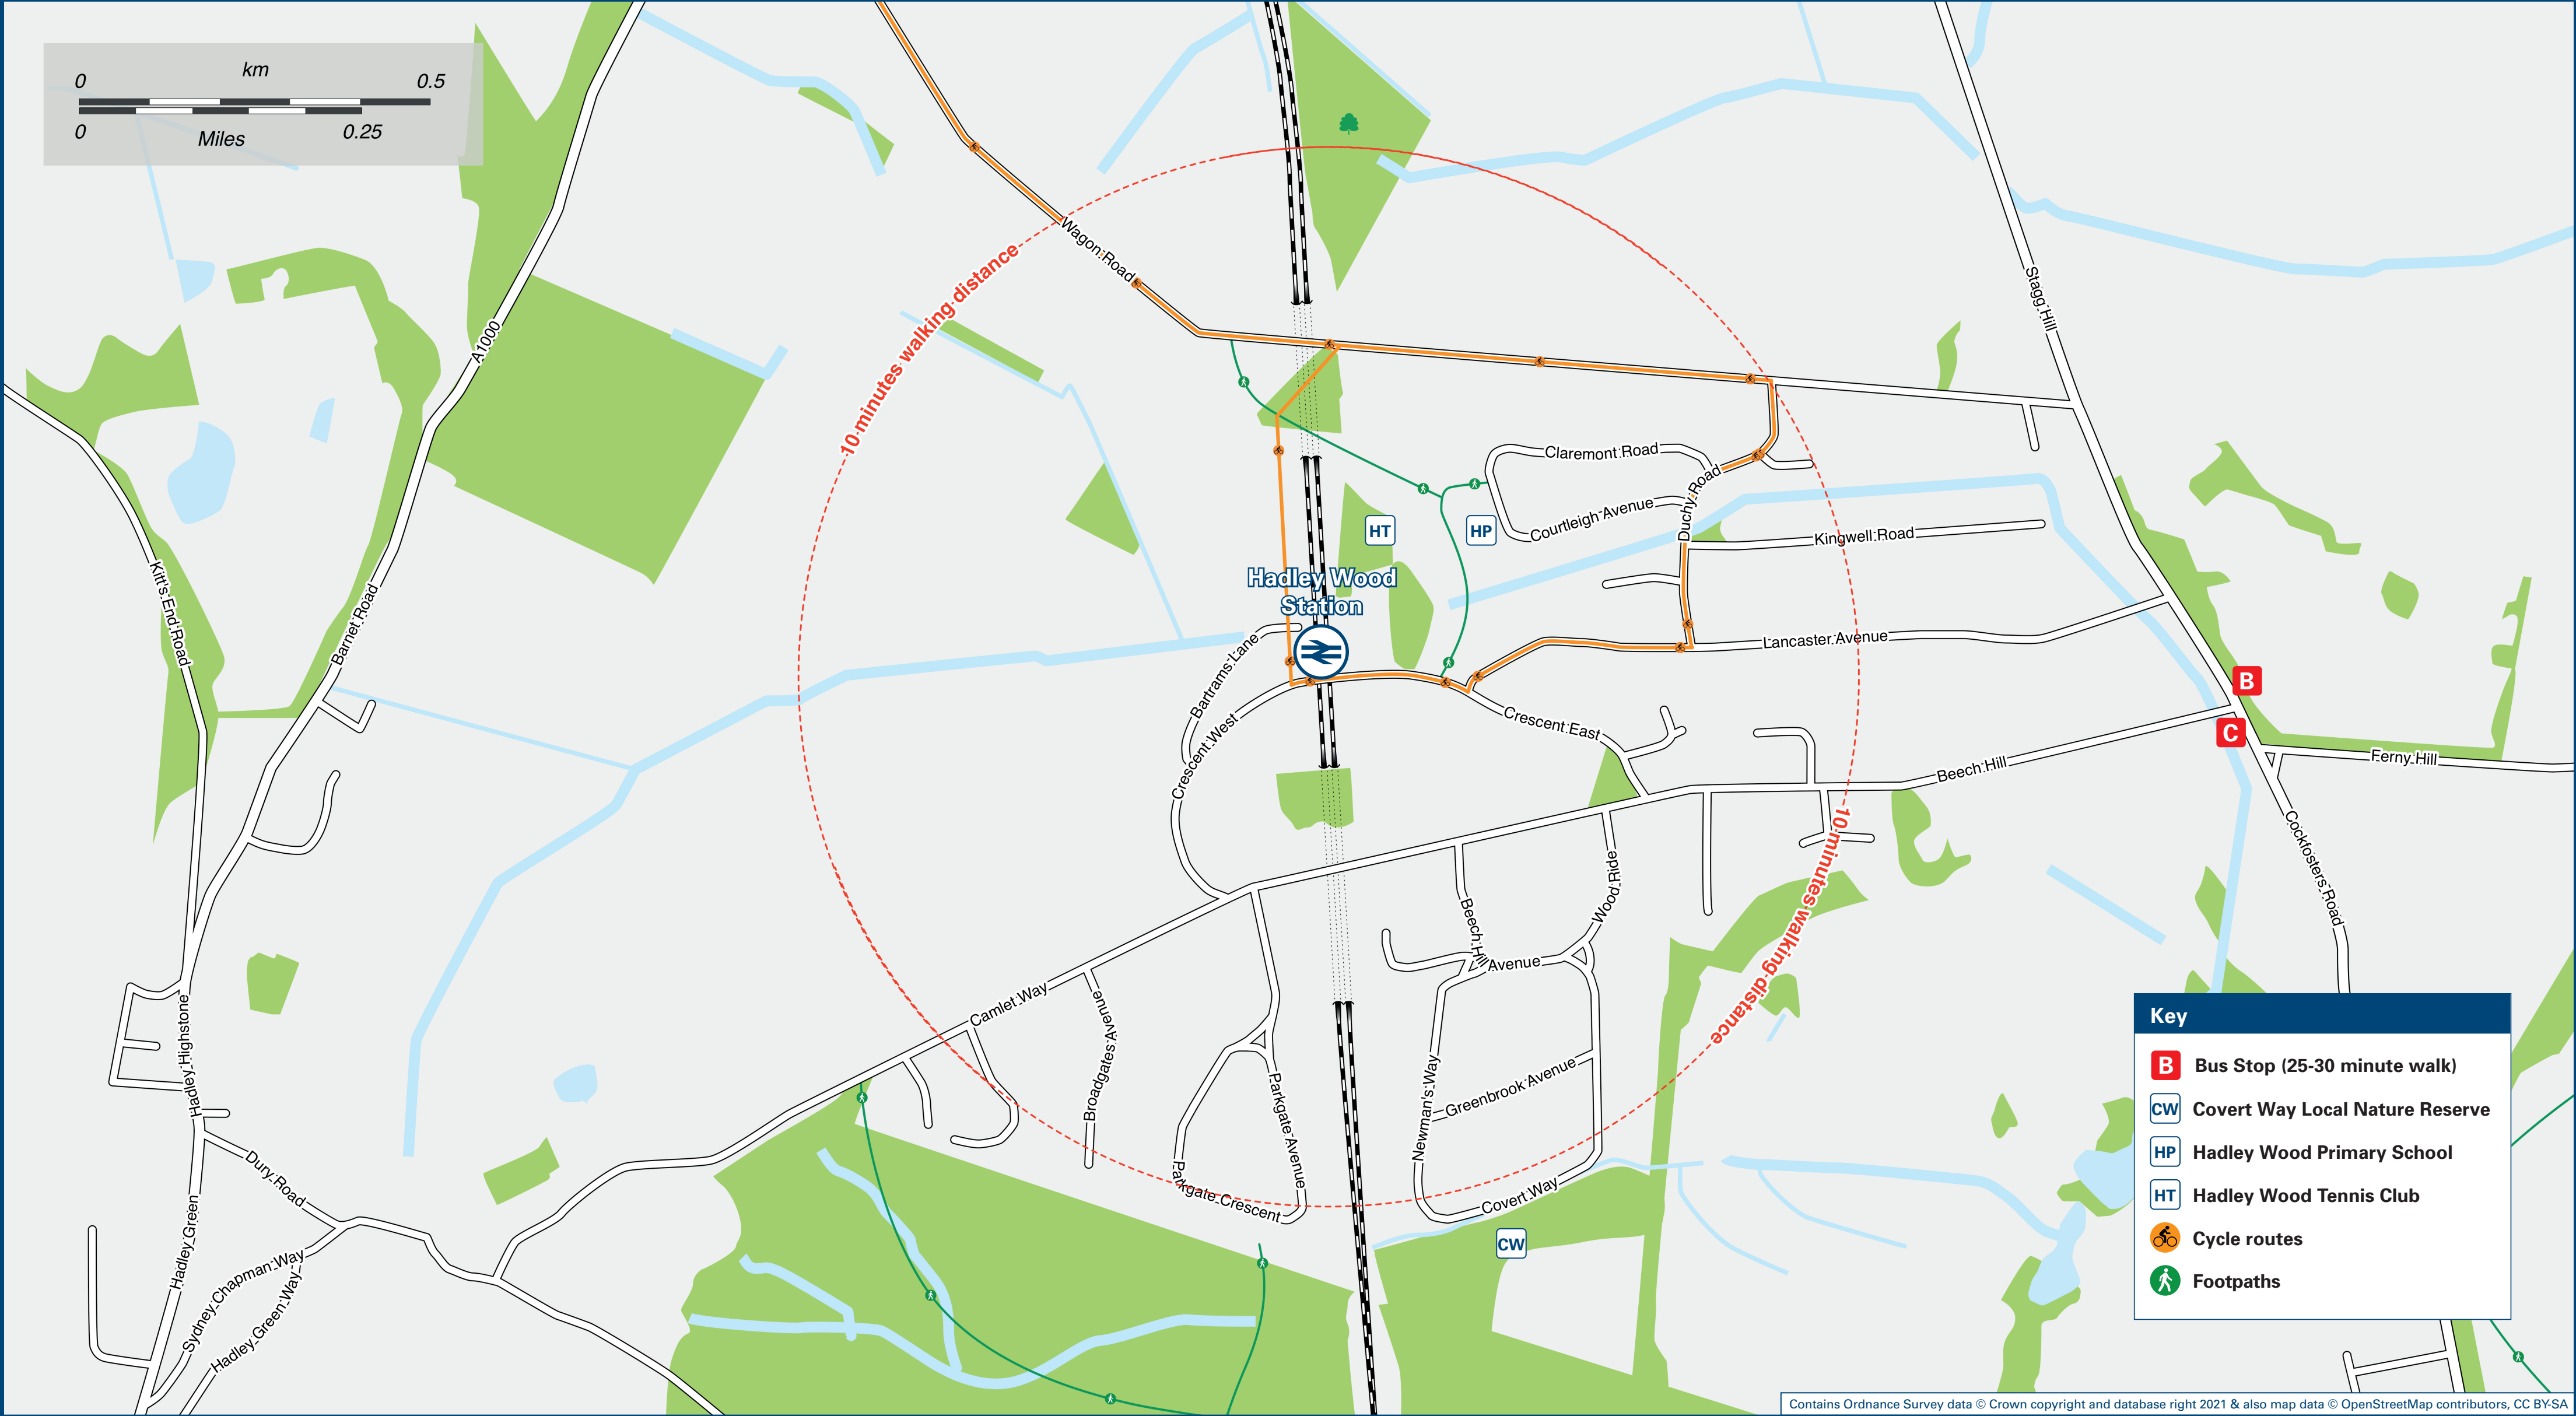 km
0
0.5
0
Miles
0.25
Wagon Road
10 minutes walking distance
A1000
Stagg Hill
Claremont Road
Duchy Road
Courtleigh Avenue
Kingwell Road
HT
HP
Hadley Wood
Station
Kitt's End Road
Barnet Road
Bartrams Lane
Lancaster Avenue
Crescent West
Crescent East
B
C
Beech Hill
Ferny Hill
Cockfosters Road
10 minutes walking distance
Wood Ride
Beech Hill
Avenue
Camlet Way
Broadgates Avenue
Hadley Highstone
Parkgate Avenue
Newman's Way
Greenbrook Avenue
Parkgate Crescent
Covert Way
CW
Dury Road
Hadley Green
Sydney Chapman Way
Hadley Green Way
Key
B Bus Stop (25-30 minute walk)
CW Covert Way Local Nature Reserve
HP Hadley Wood Primary School
HT Hadley Wood Tennis Club
Cycle routes
Footpaths
Contains Ordnance Survey data © Crown copyright and database right 2021 & also map data © OpenStreetMap contributors, CC BY-SA